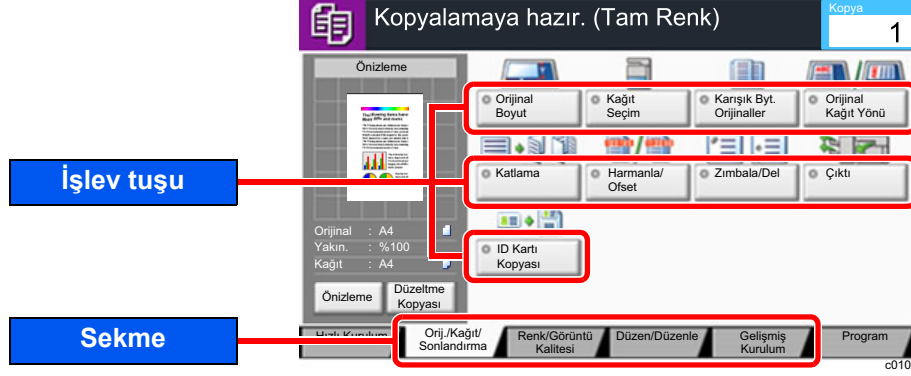 Kopyalamaya hazır. (Tam Renk)
Kopya
1
Önizleme
Orijinal
Boyut
Kağıt
Seçim
Karışık Byt.
Orijinaller
Orijinal
Kağıt Yönü
İşlev tuşu
Katlama
Harmanla/
Ofset
Zımbala/Del
Çıktı
Orijinal : A4
Yakın. : %100
Kağıt : A4
ID Kartı
Kopyası
Önizleme
Düzeltme
Kopyası
Sekme
Hızlı Kurulum
Orij./Kağıt/
Sonlandırma
Renk/Görüntü
Kalitesi
Düzen/Düzenle
Gelişmiş
Kurulum
Program
c010